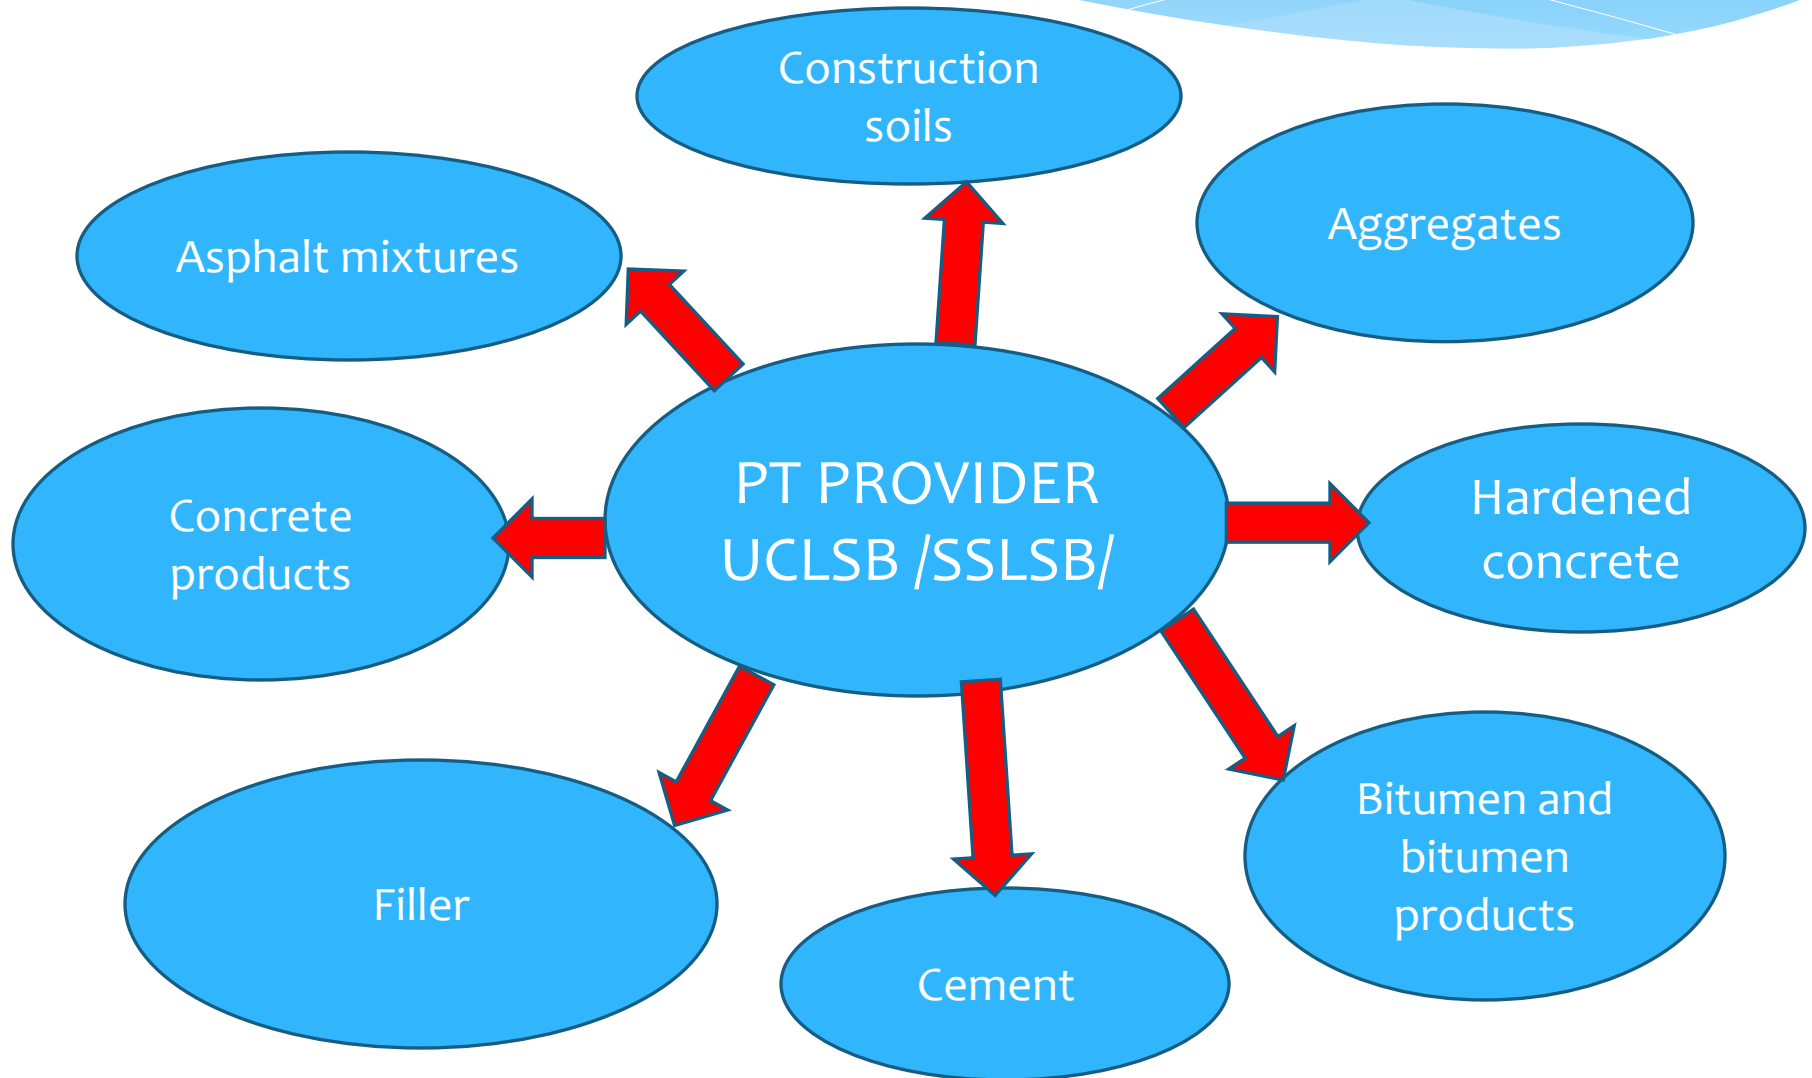 Construction
soils
Aggregates
Asphalt mixtures
PT PROVIDER
UCLSB /SSLSB/
Hardened
concrete
Concrete
products
Bitumen and
bitumen
products
Filler
Cement